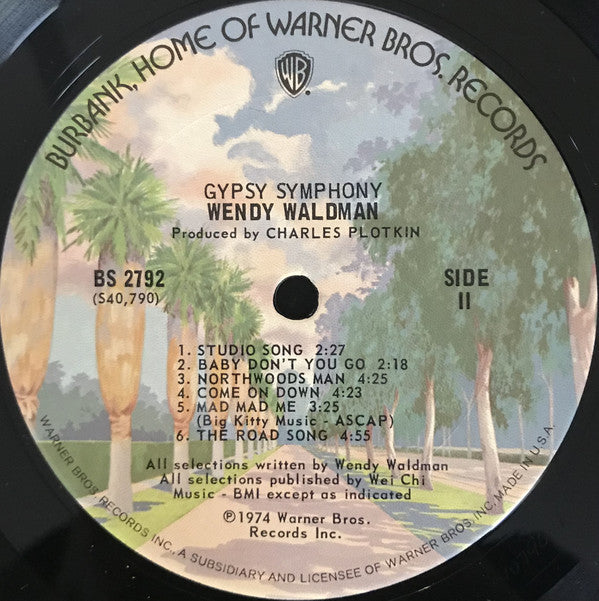 BURBANK, HOME OF WARNER BROS. RECORDS
WB
GYPSY SYMPHONY
WENDY WALDMAN
Produced by CHARLES PLOTKIN
BS 2792
(S40,790)
SIDE
II
1. STUDIO SONG 2:27
2. BABY DON'T YOU GO 2:18
3. NORTHWOODS MAN 4:25
4. COME ON DOWN 4:23
5. MAD MAD ME 3:25
(Big Kitty Music - ASCAP)
6. THE ROAD SONG 4:55
All selections written by Wendy Waldman
All selections published by Wei Chi
Music - BMI except as indicated
℗©1974 Warner Bros.
Records Inc.
WARNER BROS. RECORDS INC., A SUBSIDIARY AND LICENSEE OF WARNER BROS. INC. MADE IN U.S.A.